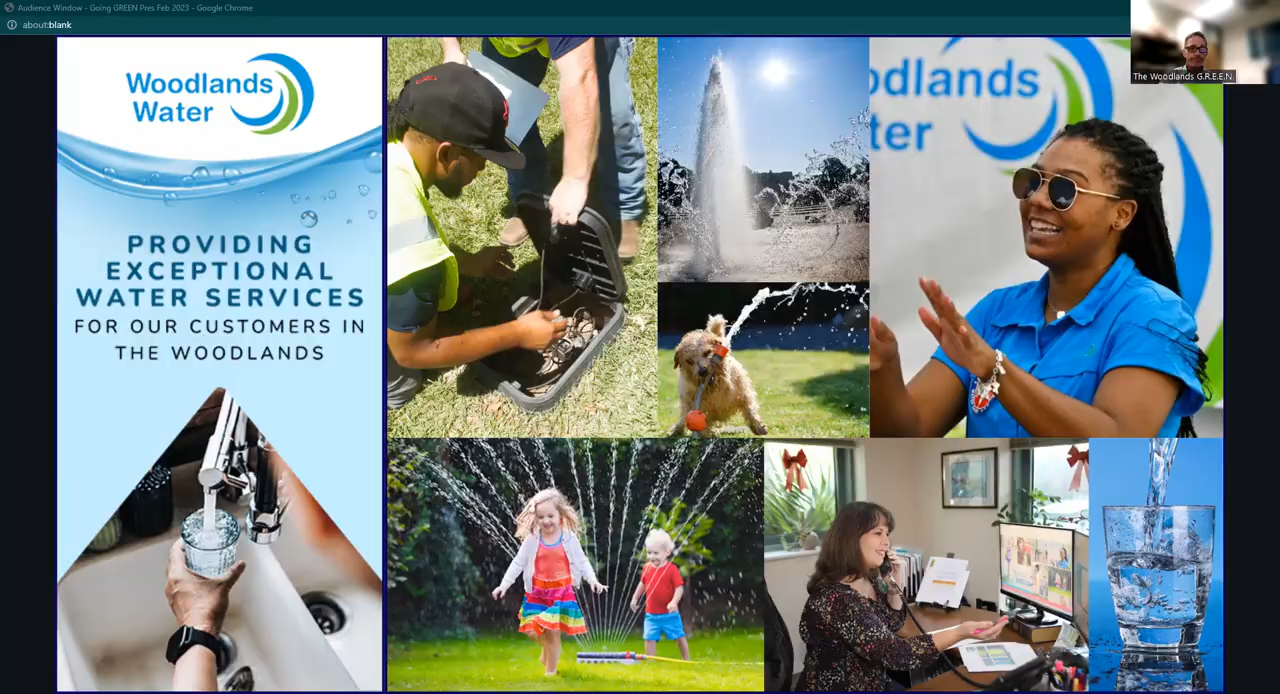 Audience Window - Going GREEN Pres Feb 2023 - Google Chrome
about:blank
The Woodlands G.R.E.E.N.
Woodlands
Water
PROVIDING
EXCEPTIONAL
WATER SERVICES
FOR OUR CUSTOMERS IN
THE WOODLANDS
odlands
ter